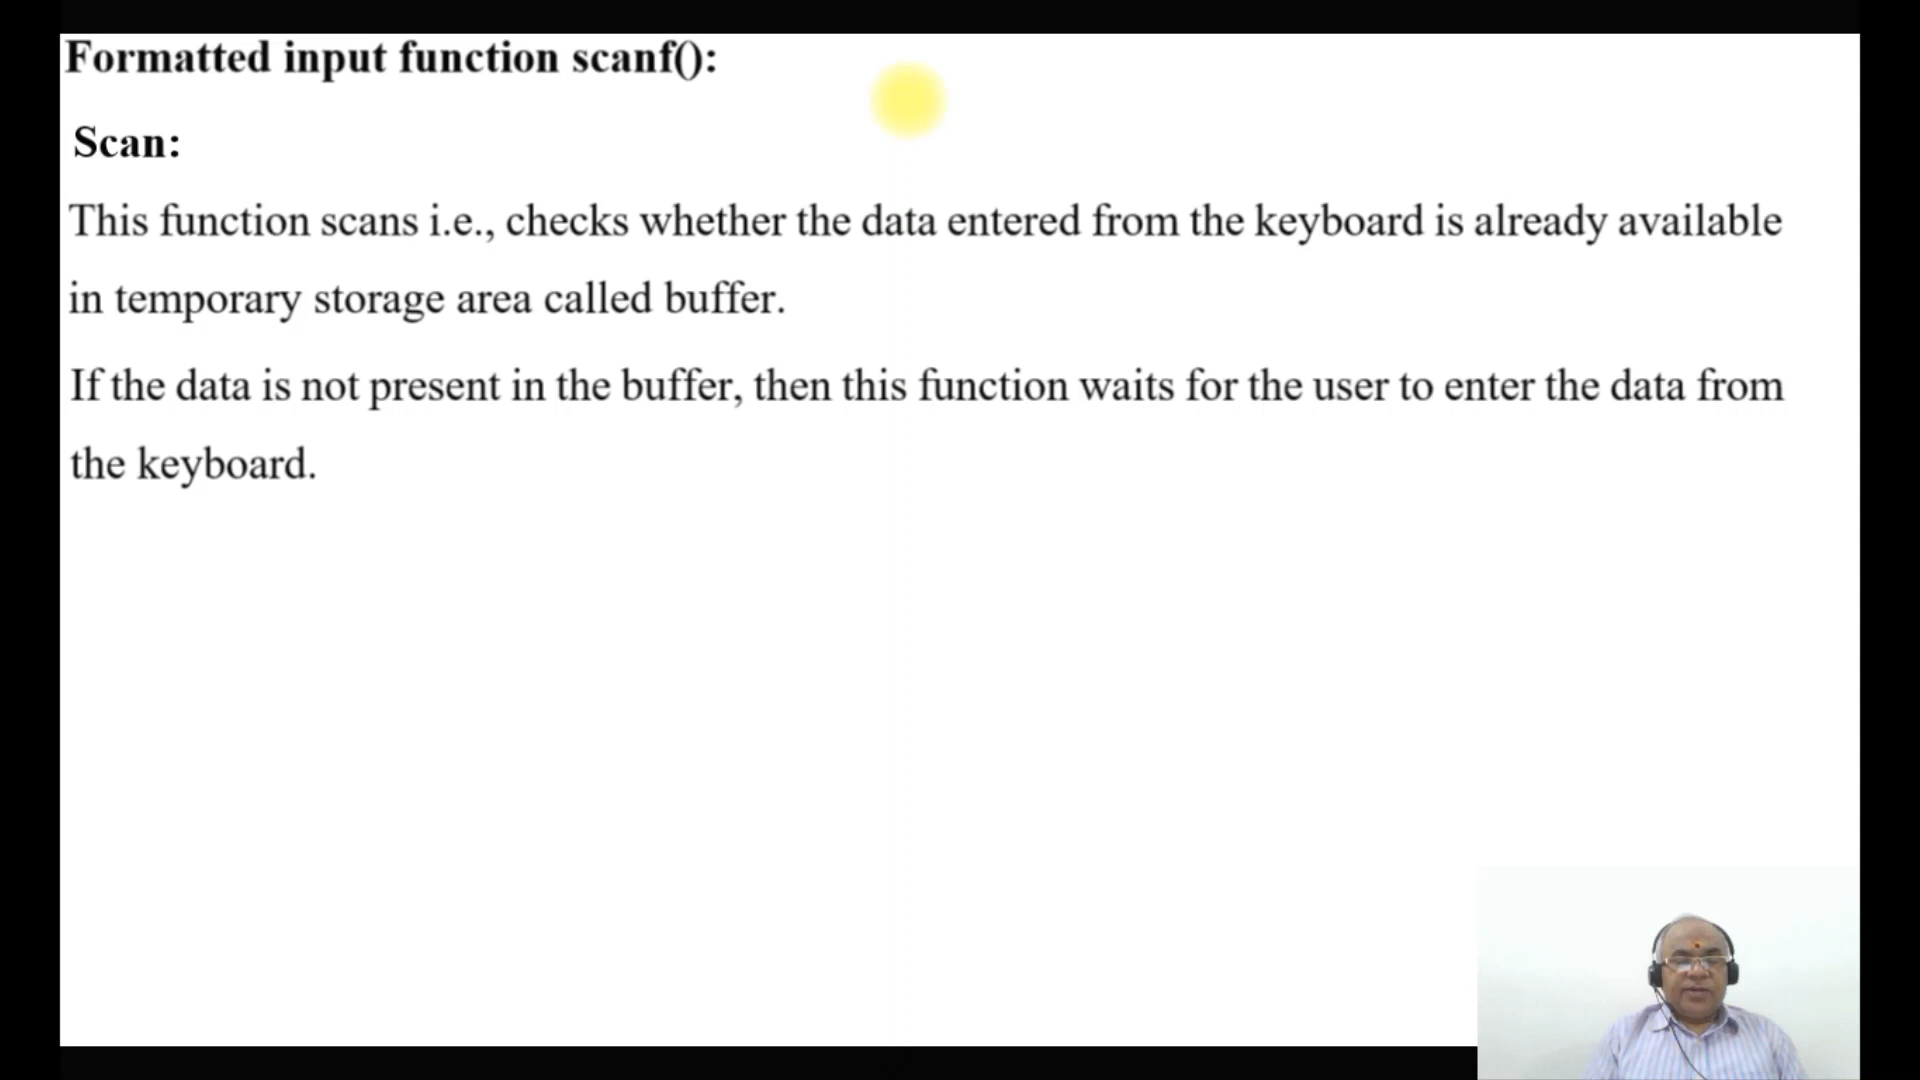 Formatted input function scanf():
Scan:
This function scans i.e., checks whether the data entered from the keyboard is already available
in temporary storage area called buffer.
If the data is not present in the buffer, then this function waits for the user to enter the data from
the keyboard.